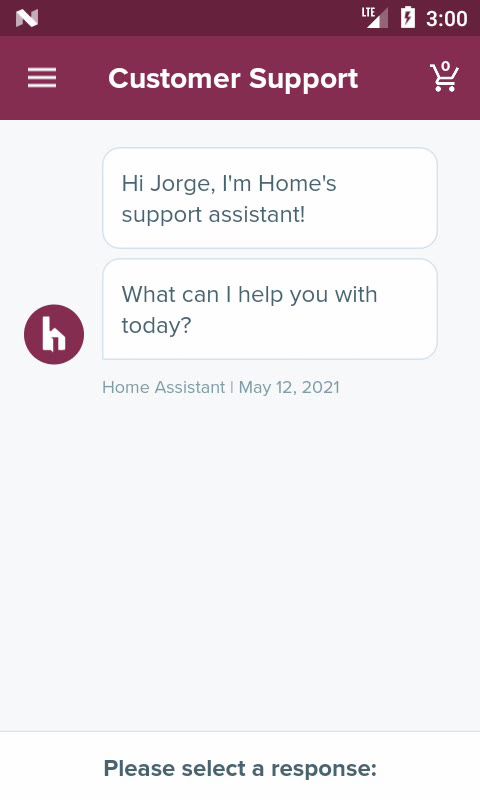 LTE 3:00
Customer Support
0
Hi Jorge, I'm Home's
support assistant!
What can I help you with
today?
h
Home Assistant | May 12, 2021
Please select a response: